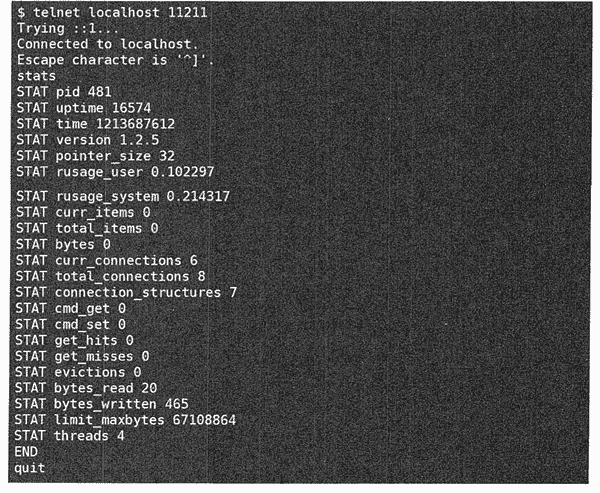 $ telnet localhost 11211
Trying ::1...
Connected to localhost.
Escape character is '^]'.
stats
STAT pid 481
STAT uptime 16574
STAT time 1213687612
STAT version 1.2.5
STAT pointer_size 32
STAT rusage_user 0.102297
STAT rusage_system 0.214317
STAT curr_items 0
STAT total_items 0
STAT bytes 0
STAT curr_connections 6
STAT total_connections 8
STAT connection_structures 7
STAT cmd_get 0
STAT cmd_set 0
STAT get_hits 0
STAT get_misses 0
STAT evictions 0
STAT bytes_read 20
STAT bytes_written 465
STAT limit_maxbytes 67108864
STAT threads 4
END
quit